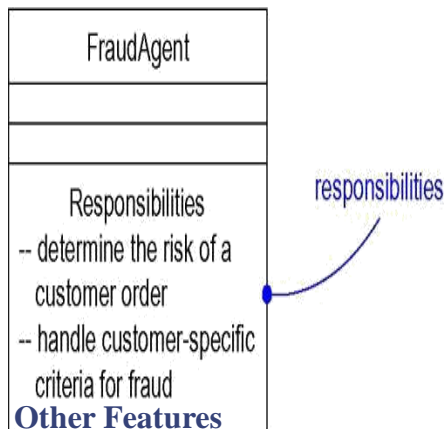 FraudAgent
Responsibilities
-- determine the risk of a
customer order
-- handle customer-specific
criteria for fraud
responsibilities
Other Features